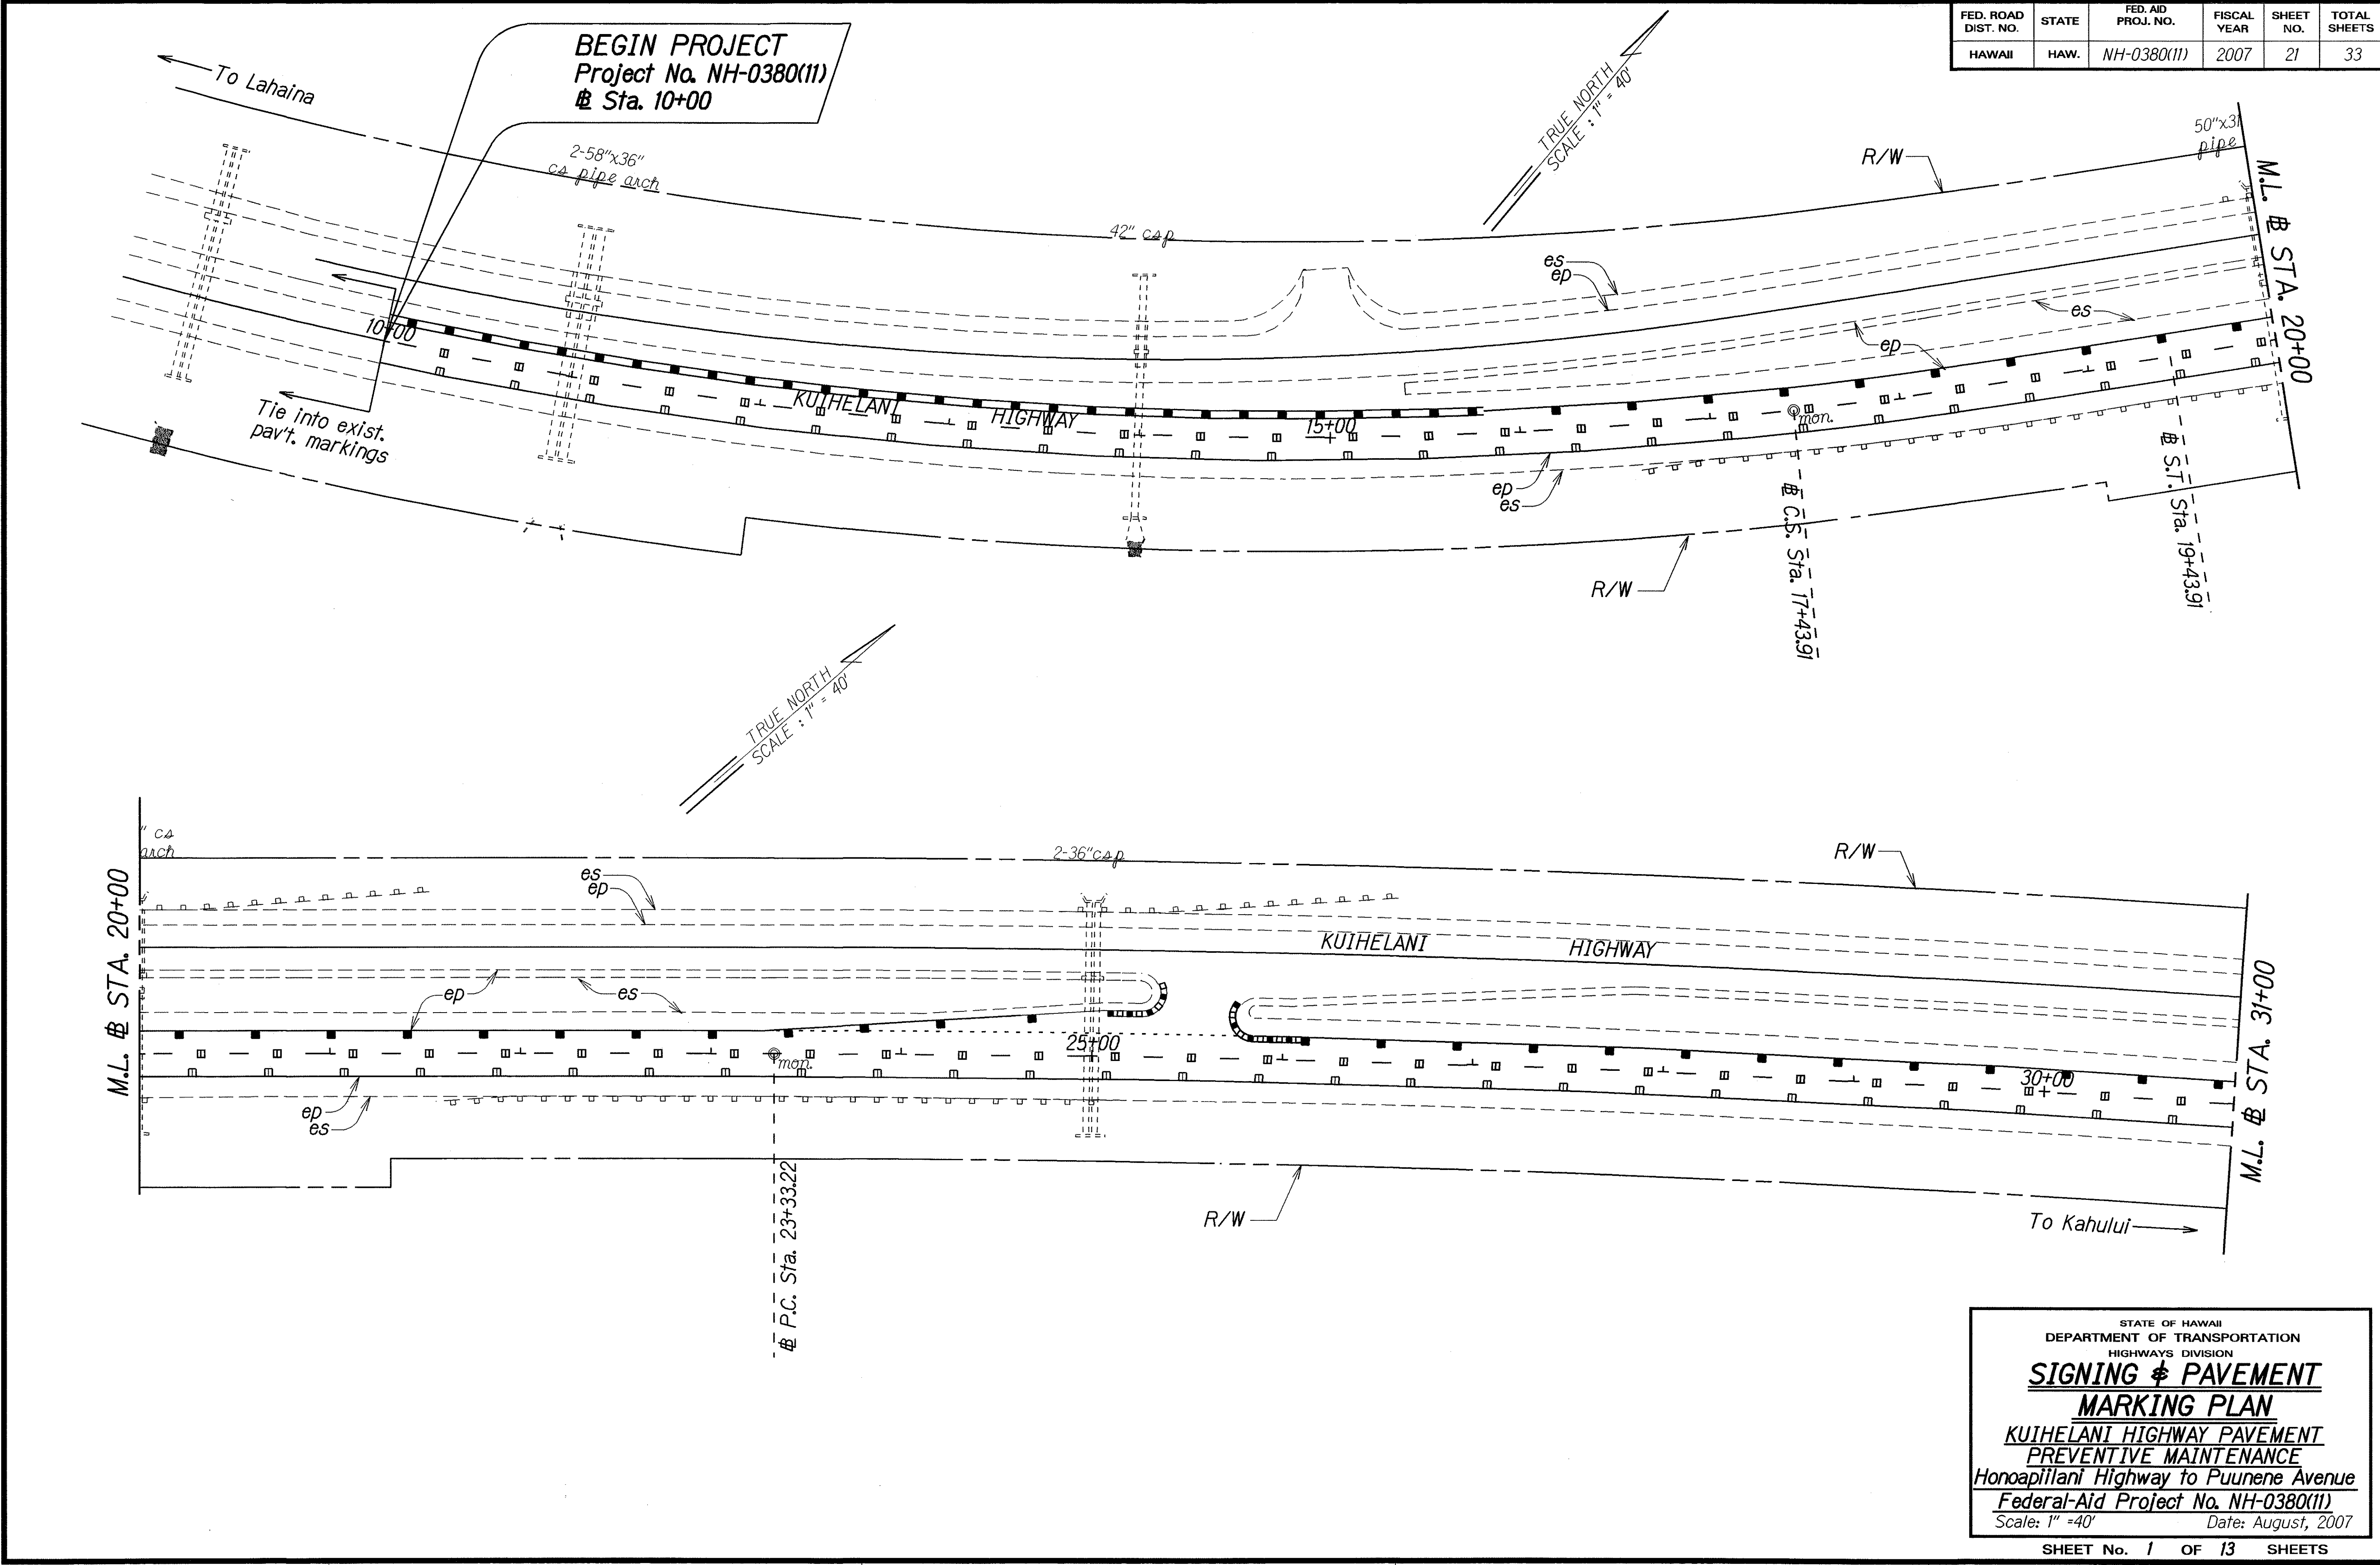 FED. ROAD DIST. NO.
STATE
FED. AID PROJ. NO.
FISCAL YEAR
SHEET NO.
TOTAL SHEETS
HAWAII
HAW.
NH-0380(11)
2007
21
33
BEGIN PROJECT
Project No. NH-0380(11)
℄ Sta. 10+00
To Lahaina
2-58"x36"
cs pipe arch
42" csp
TRUE NORTH
SCALE : 1" = 40'
R/W
50"x31
pipe
M.L. ℄ STA. 20+00
es
ep
es
ep
10+00
KUIHELANI HIGHWAY
15+00
mon.
Tie into exist.
pav't. markings
ep
es
R/W
℄ C.S. Sta. 17+43.91
℄ S.T. Sta. 19+43.91
TRUE NORTH
SCALE : 1" = 40'
" cs
arch
2-36"csp
R/W
M.L. ℄ STA. 20+00
es
ep
KUIHELANI HIGHWAY
ep
es
25+00
mon.
30+00
ep
es
M.L. ℄ STA. 31+00
℄ P.C. Sta. 23+33.22
R/W
To Kahului
STATE OF HAWAII
DEPARTMENT OF TRANSPORTATION
HIGHWAYS DIVISION
SIGNING & PAVEMENT
MARKING PLAN
KUIHELANI HIGHWAY PAVEMENT
PREVENTIVE MAINTENANCE
Honoapiilani Highway to Puunene Avenue
Federal-Aid Project No. NH-0380(11)
Scale: 1" =40' Date: August, 2007
SHEET No. 1 OF 13 SHEETS